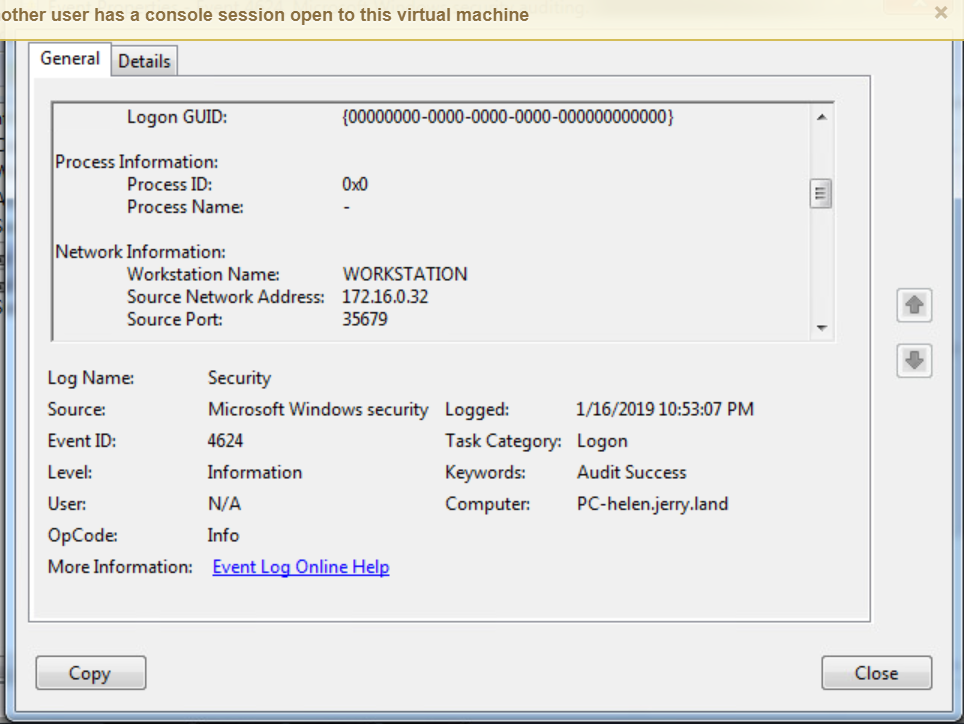 other user has a console session open to this virtual machine
General Details
Logon GUID: {00000000-0000-0000-0000-000000000000}
Process Information:
Process ID: 0x0
Process Name: -
Network Information:
Workstation Name: WORKSTATION
Source Network Address: 172.16.0.32
Source Port: 35679
Log Name: Security
Source: Microsoft Windows security Logged: 1/16/2019 10:53:07 PM
Event ID: 4624 Task Category: Logon
Level: Information Keywords: Audit Success
User: N/A Computer: PC-helen.jerry.land
OpCode: Info
More Information: Event Log Online Help
Copy Close